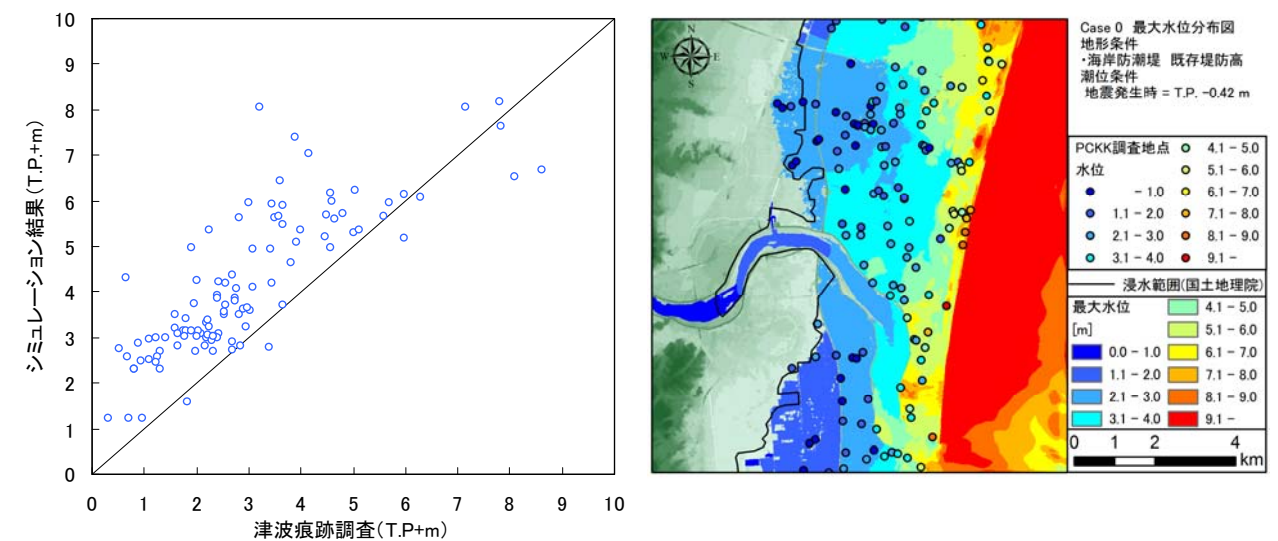 10
9
8
7
6
5
4
3
2
1
0
シミュレーション結果(T.P.+m)
0 1 2 3 4 5 6 7 8 9 10
津波痕跡調査(T.P+m)
N
W E
S
Case 0 最大水位分布図
地形条件
・海岸防潮堤 既存堤防高
潮位条件
地震発生時 = T.P. -0.42 m
PCKK調査地点 4.1 - 5.0
水位 5.1 - 6.0
- 1.0 6.1 - 7.0
1.1 - 2.0 7.1 - 8.0
2.1 - 3.0 8.1 - 9.0
3.1 - 4.0 9.1 -
浸水範囲(国土地理院)
最大水位 4.1 - 5.0
[m] 5.1 - 6.0
0.0 - 1.0 6.1 - 7.0
1.1 - 2.0 7.1 - 8.0
2.1 - 3.0 8.1 - 9.0
3.1 - 4.0 9.1 -
0 1 2 4
km